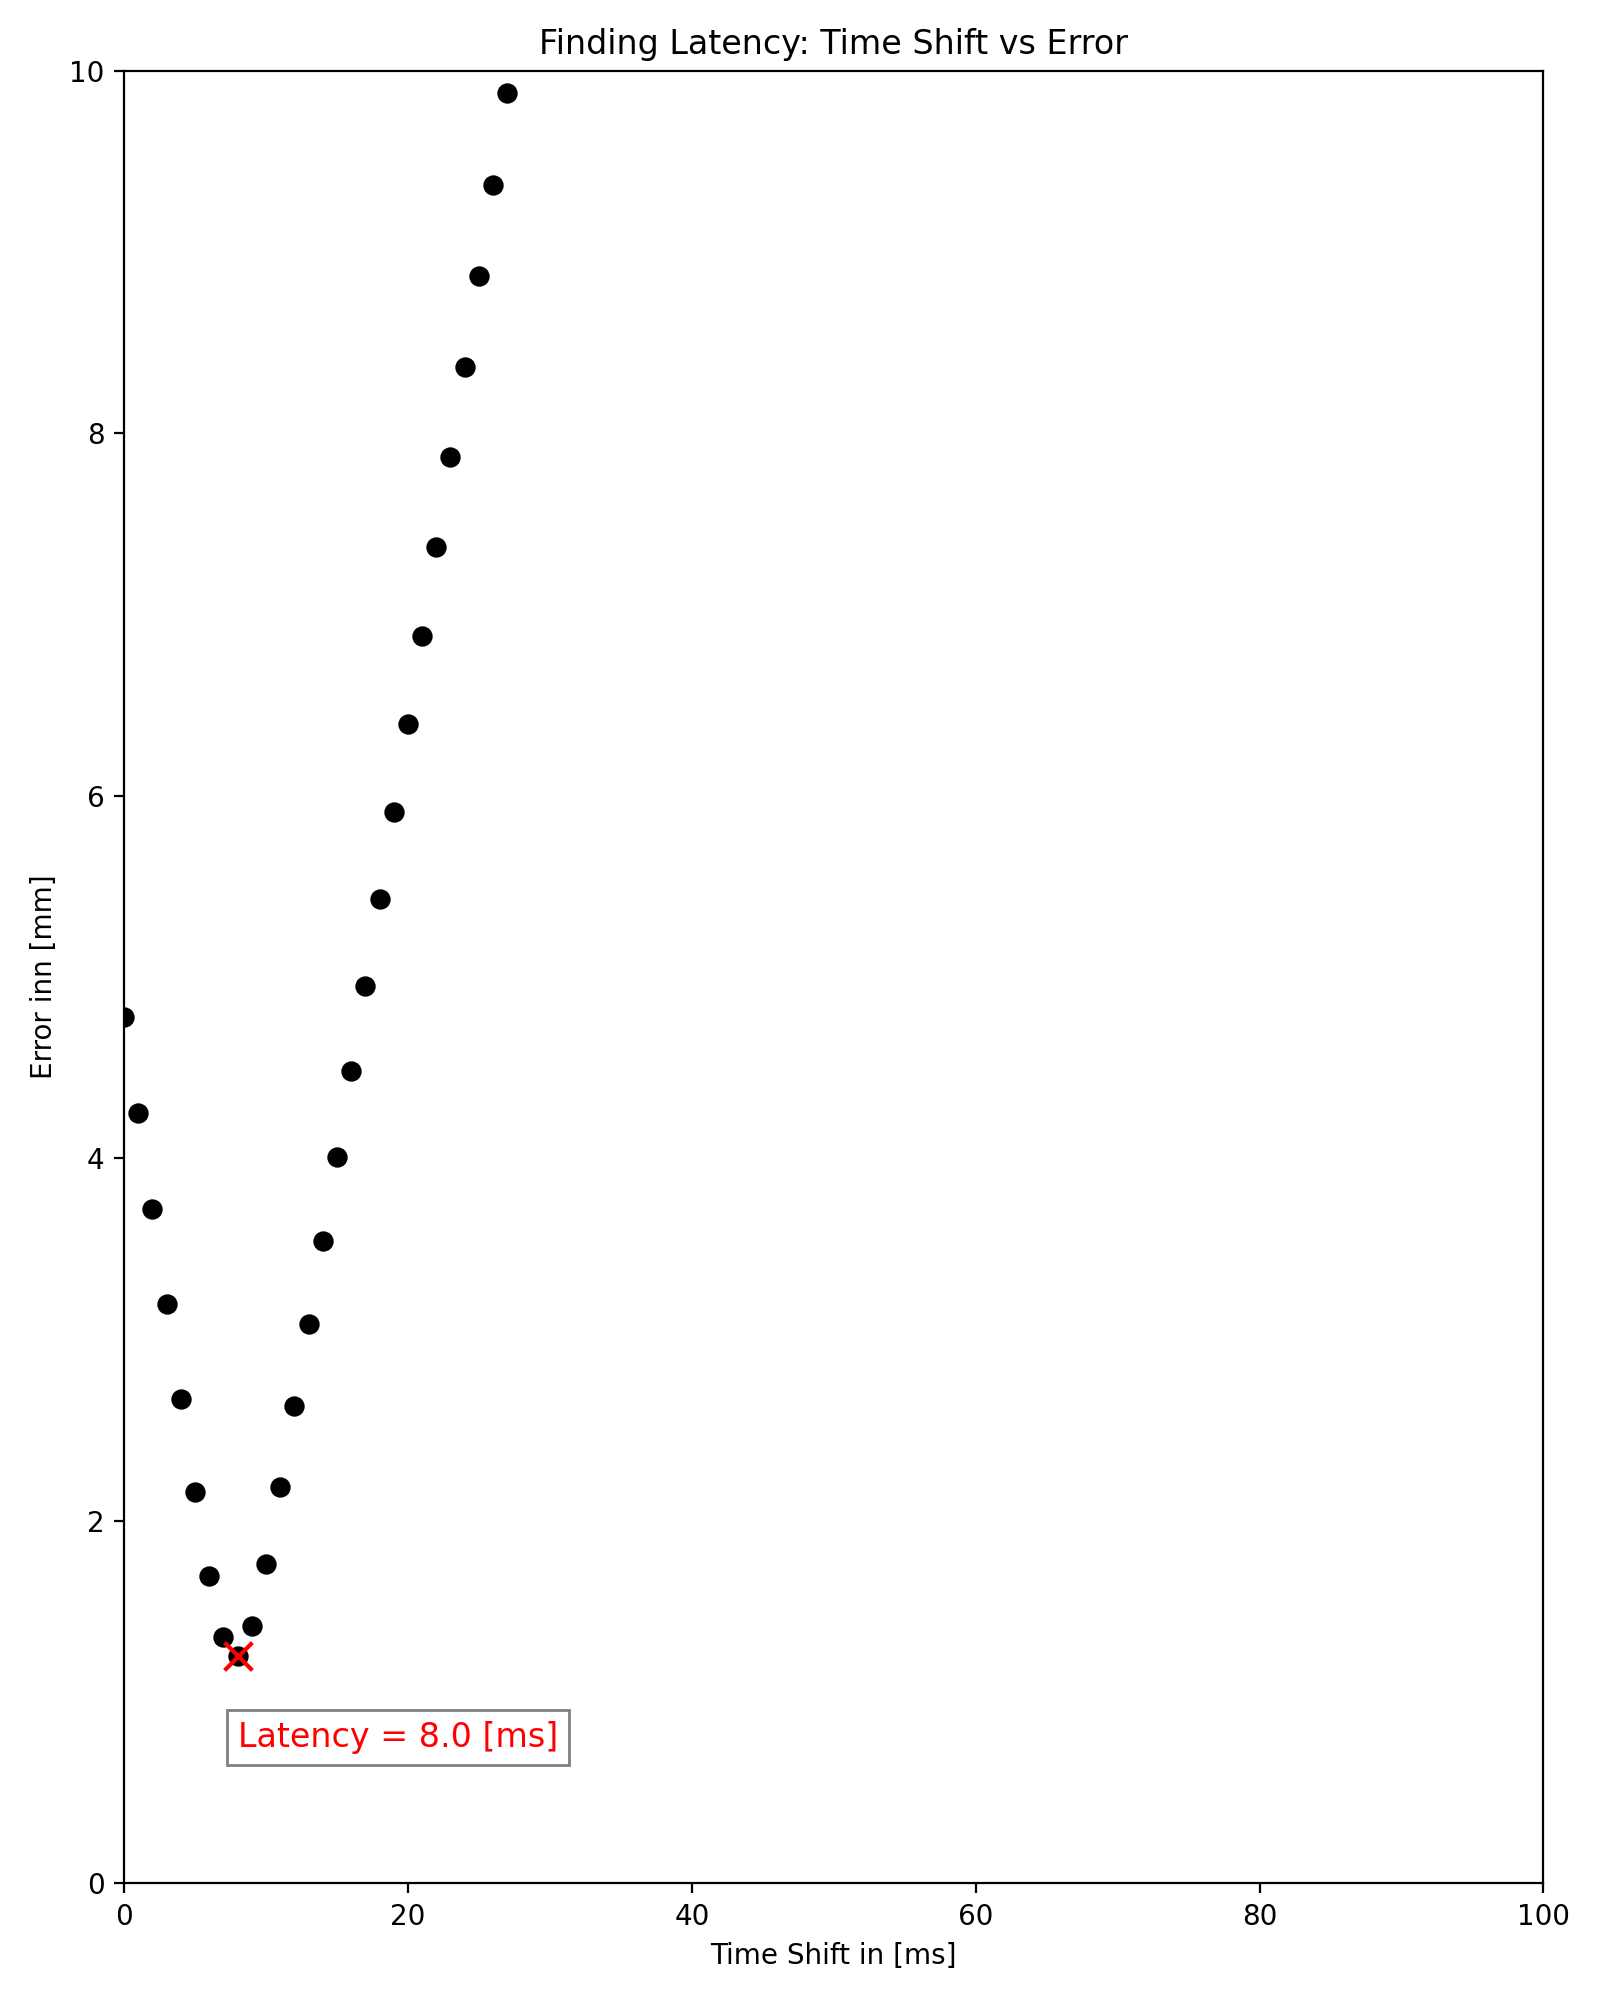 Finding Latency: Time Shift vs Error
10
8
6
4
2
0
Error inn [mm]
Latency = 8.0 [ms]
0 20 40 60 80 100
Time Shift in [ms]